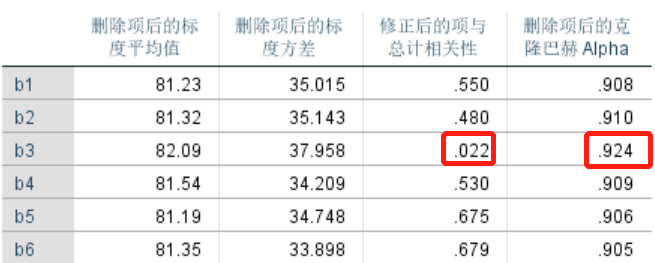 删除项后的标度平均值 删除项后的标度方差 修正后的项与总计相关性 删除项后的克隆巴赫 Alpha
b1 81.23 35.015 .550 .908
b2 81.32 35.143 .480 .910
b3 82.09 37.958 .022 .924
b4 81.54 34.209 .530 .909
b5 81.19 34.748 .675 .906
b6 81.35 33.898 .679 .905